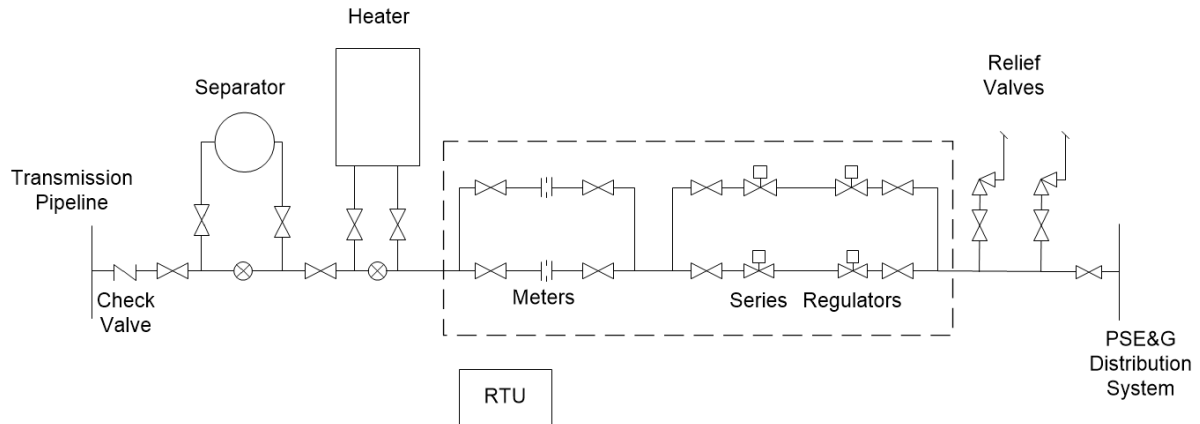 Heater
Separator
Relief
Valves
Transmission
Pipeline
Check
Valve
Meters
Series
Regulators
PSE&G
Distribution
System
RTU